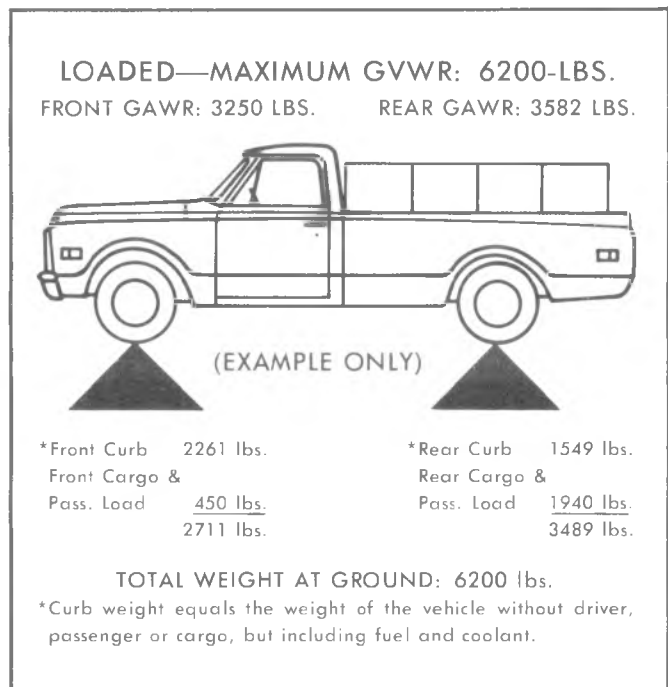 LOADED—MAXIMUM GVWR: 6200-LBS.
FRONT GAWR: 3250 LBS. REAR GAWR: 3582 LBS.
(EXAMPLE ONLY)
*Front Curb 2261 lbs.
Front Cargo &
Pass. Load 450 lbs.
2711 lbs.
*Rear Curb 1549 lbs.
Rear Cargo &
Pass. Load 1940 lbs.
3489 lbs.
TOTAL WEIGHT AT GROUND: 6200 lbs.
*Curb weight equals the weight of the vehicle without driver,
passenger or cargo, but including fuel and coolant.